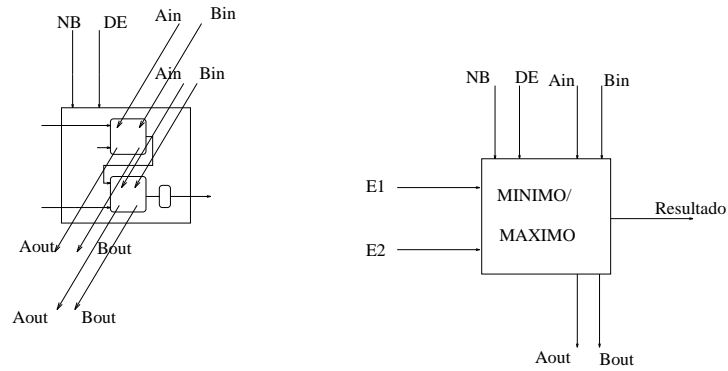 Ain
Bin
NB
DE
Ain
Bin
Aout
Bout
Aout
Bout
NB
DE
Ain
Bin
E1
MINIMO/
Resultado
MAXIMO
E2
Aout
Bout